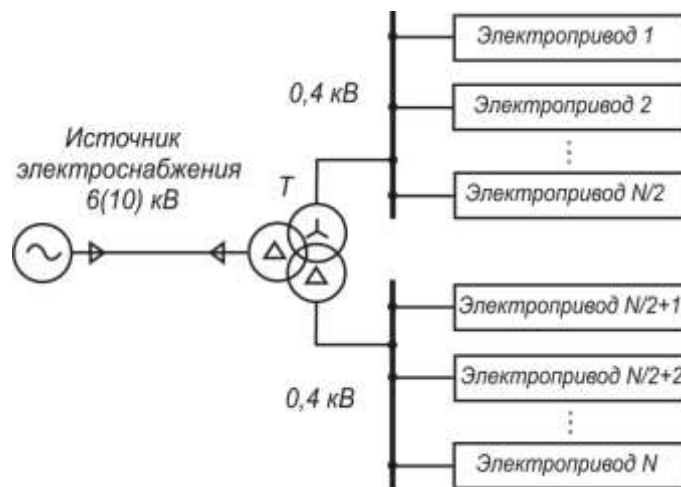 Электропривод 1
0,4 кВ
Электропривод 2
Источник
электроснабжения
6(10) кВ
Т
Электропривод N/2
Электропривод N/2+1
Электропривод N/2+2
0,4 кВ
Электропривод N